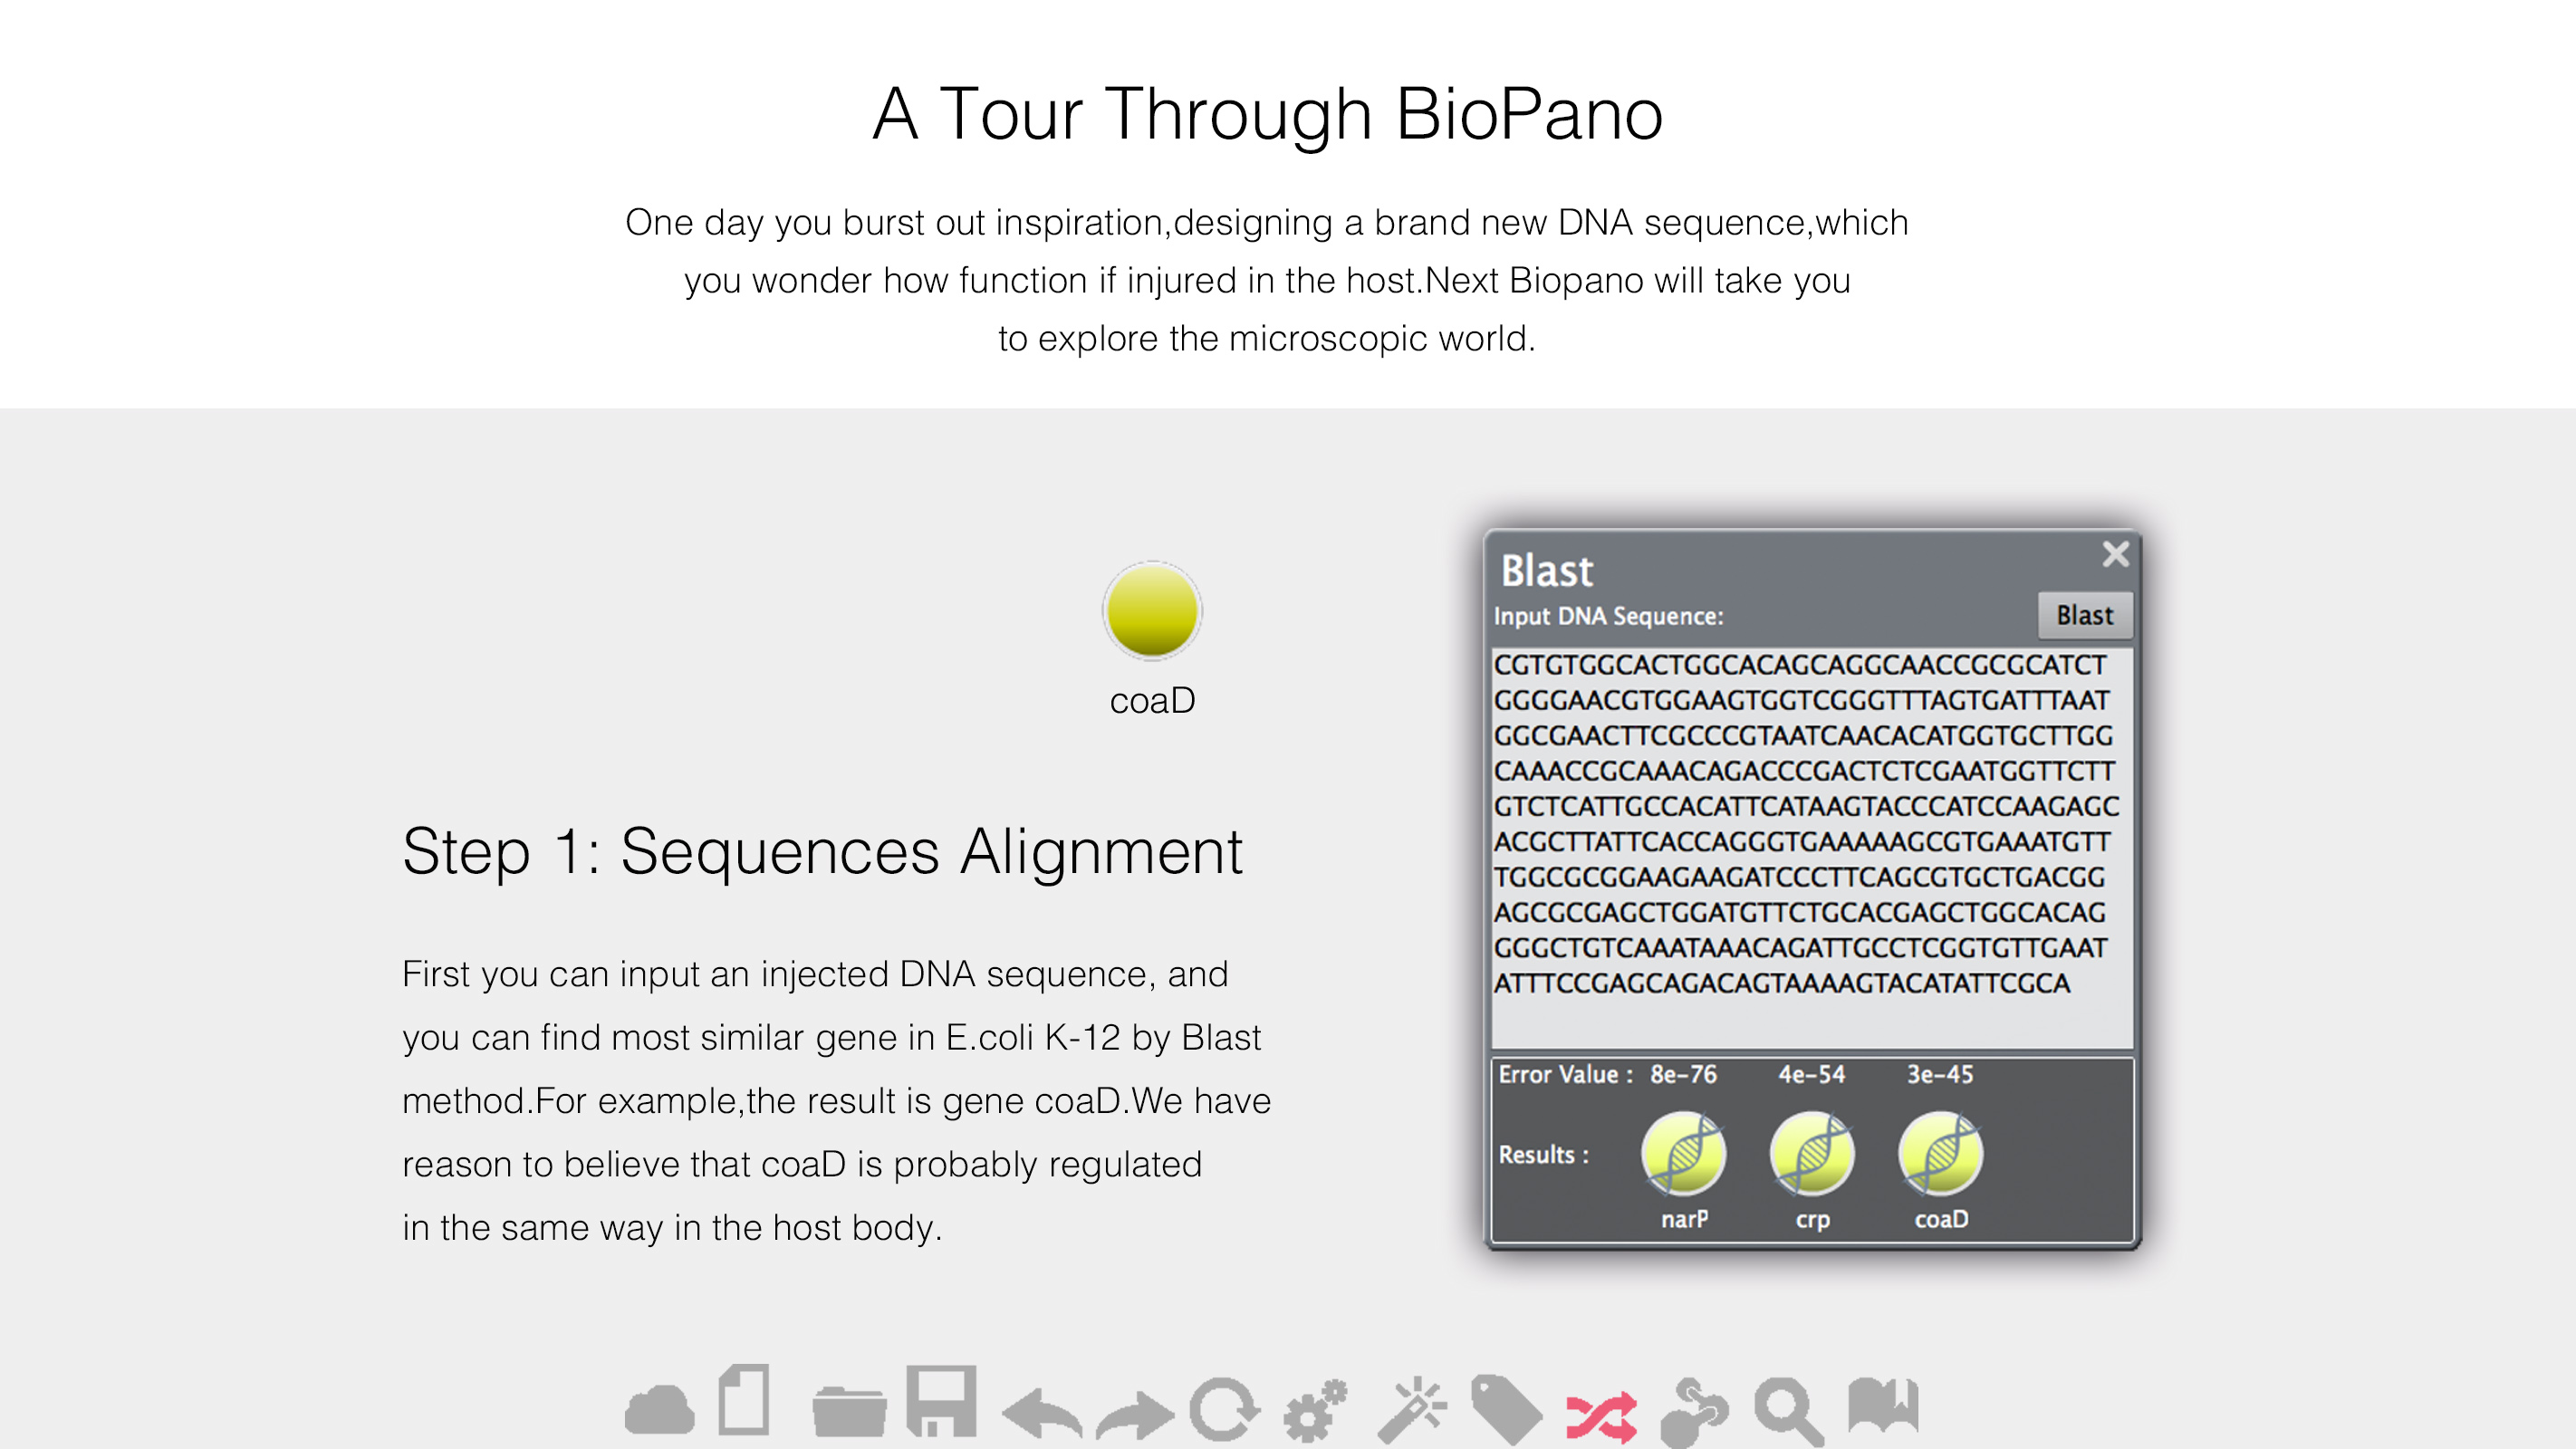 A Tour Through BioPano
One day you burst out inspiration,designing a brand new DNA sequence,which
you wonder how function if injured in the host.Next Biopano will take you
to explore the microscopic world.
coaD
Step 1: Sequences Alignment
First you can input an injected DNA sequence, and
you can find most similar gene in E.coli K-12 by Blast
method.For example,the result is gene coaD.We have
reason to believe that coaD is probably regulated
in the same way in the host body.
Blast
Input DNA Sequence:
Blast
CGTGTGGCACTGGCACAGCAGGCAACCGCGCATCT
GGGGAACGTGGAAGTGGTCGGGTTTAGTGATTTAAT
GGCGAACTTCGCCCGTAATCAACACATGGTGCTTGG
CAAACCGCAAACAGACCCGACTCTCGAATGGTTCTT
GTCTCATTGCCACATTCATAAGTACCCATCCAAGAGC
ACGCTTATTCACCAGGGTGAAAAAGCGTGAAATGTT
TGGCGCGGAAGAAGATCCCTTCAGCGTGCTGACGG
AGCGCGAGCTGGATGTTCTGCACGAGCTGGCACAG
GGGCTGTCAAATAAACAGATTGCCTCGGTGTTGAAT
ATTTCCGAGCAGACAGTAAAAGTACATATTCGCA
Error Value : 8e-76 4e-54 3e-45
Results :
narP crp coaD